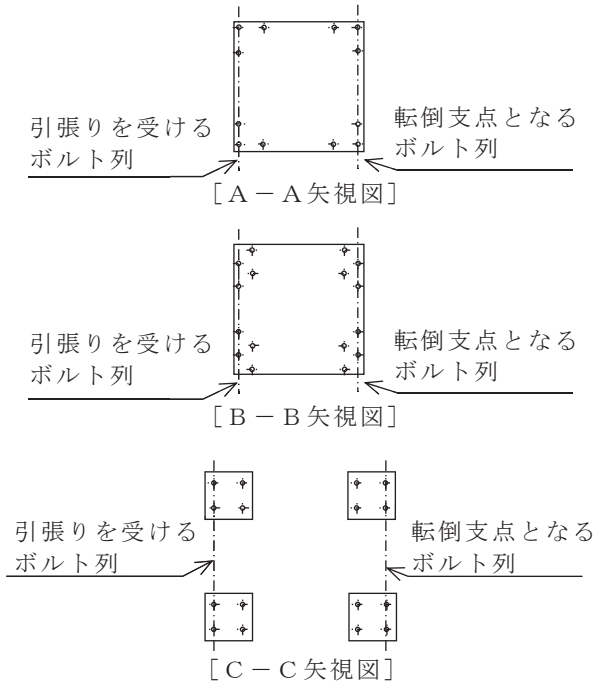 引張りを受ける
ボルト列
転倒支点となる
ボルト列
[A－A矢視図]
引張りを受ける
ボルト列
転倒支点となる
ボルト列
[B－B矢視図]
引張りを受ける
ボルト列
転倒支点となる
ボルト列
[C－C矢視図]